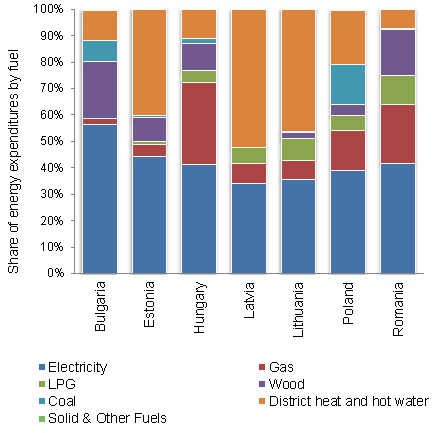 Share of energy expenditures by fuel
100%
90%
80%
70%
60%
50%
40%
30%
20%
10%
0%
Bulgaria
Estonia
Hungary
Latvia
Lithuania
Poland
Romania
Electricity
Gas
LPG
Wood
Coal
District heat and hot water
Solid & Other Fuels